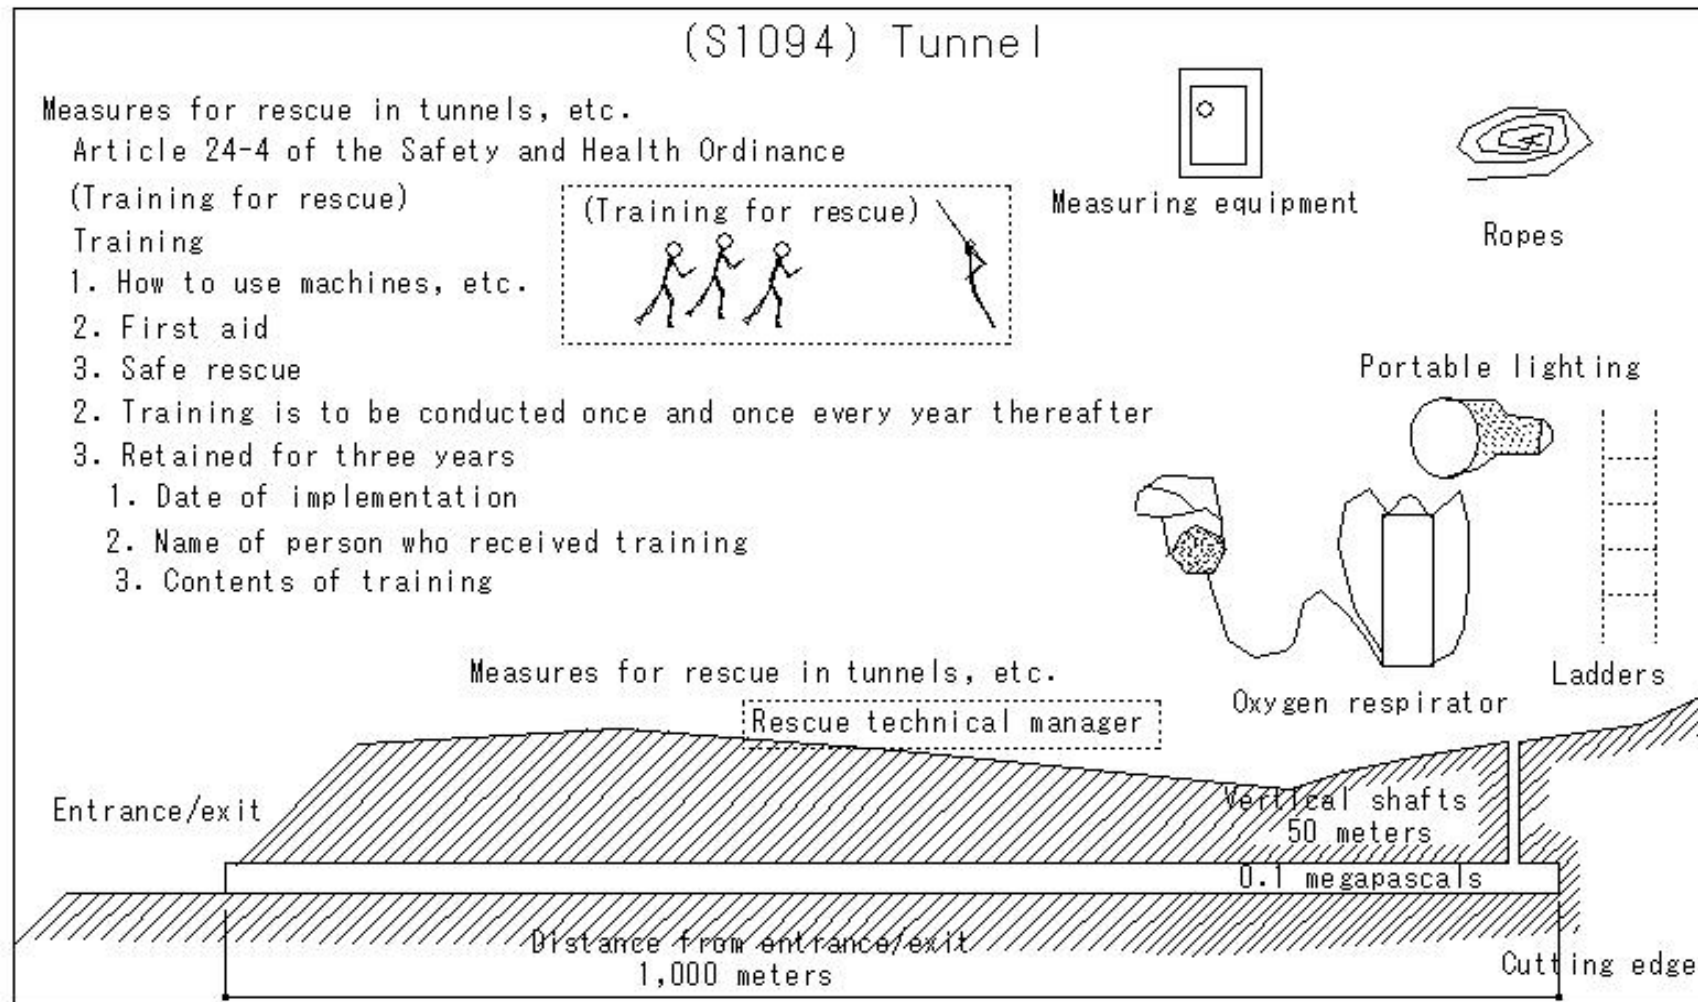 (S1094) Tunnel
Measures for rescue in tunnels, etc.
Article 24-4 of the Safety and Health Ordinance
(Training for rescue)
Training
1. How to use machines, etc.
2. First aid
3. Safe rescue
2. Training is to be conducted once and once every year thereafter
3. Retained for three years
1. Date of implementation
2. Name of person who received training
3. Contents of training
(Training for rescue)
Measuring equipment
Ropes
Portable lighting
Ladders
Oxygen respirator
Measures for rescue in tunnels, etc.
Rescue technical manager
Entrance/exit
Vertical shafts
50 meters
0.1 megapascals
Distance from entrance/exit
1,000 meters
Cutting edge